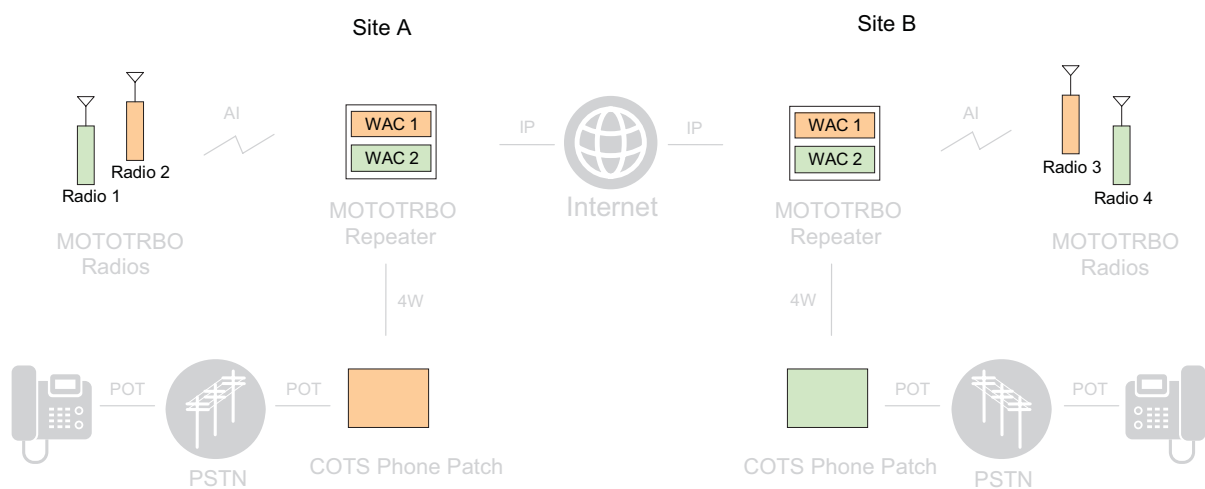 Site A
Site B
AI
WAC 1
WAC 2
IP
IP
WAC 1
WAC 2
AI
Radio 2
Radio 1
Radio 3
Radio 4
MOTOTRBO
Radios
MOTOTRBO
Repeater
Internet
MOTOTRBO
Repeater
MOTOTRBO
Radios
4W
4W
POT
POT
POT
POT
PSTN
COTS Phone Patch
COTS Phone Patch
PSTN